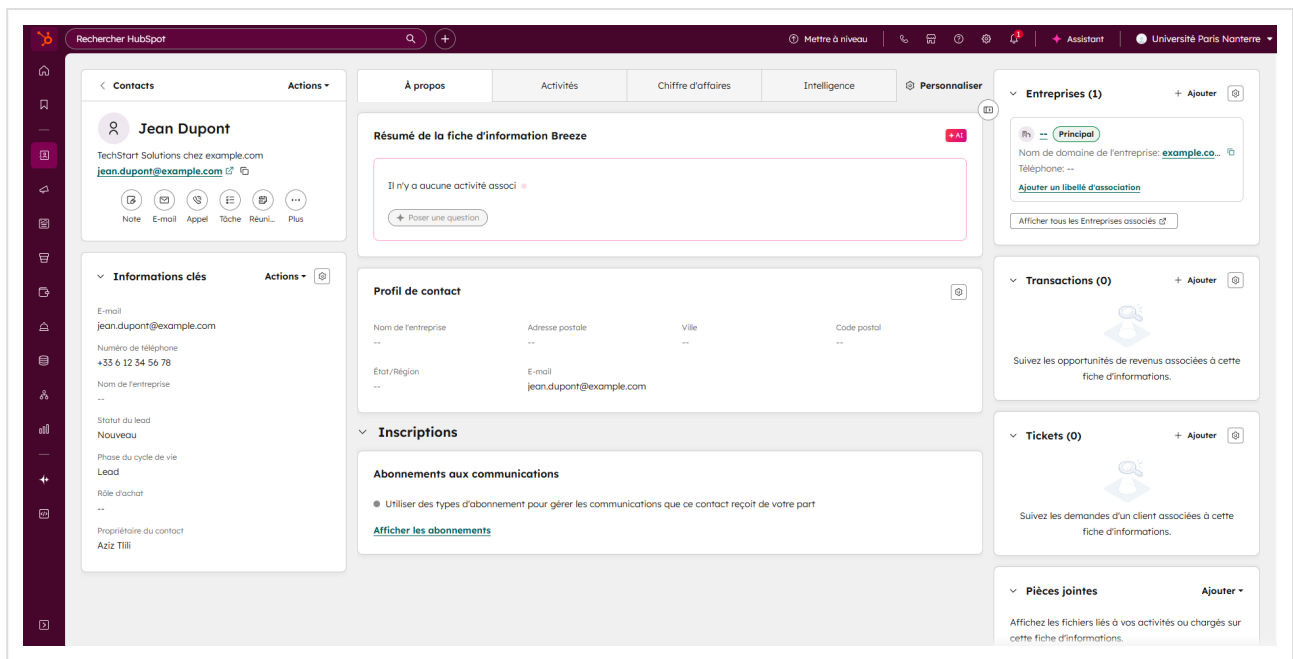 Rechercher HubSpot
Mettre à niveau
1
Assistant
Université Paris Nanterre
Contacts
Actions
Jean Dupont
TechStart Solutions chez example.com
jean.dupont@example.com
Note E-mail Appel Tâche Réuni... Plus
Informations clés
Actions
E-mail
jean.dupont@example.com
Numéro de téléphone
+33 6 12 34 56 78
Nom de l'entreprise
--
Statut du lead
Nouveau
Phase du cycle de vie
Lead
Rôle d'achat
--
Propriétaire du contact
Aziz Tlili
À propos
Activités
Chiffre d'affaires
Intelligence
Personnaliser
Résumé de la fiche d'information Breeze
+ AI
Il n'y a aucune activité associ
Poser une question
Profil de contact
Nom de l'entreprise Adresse postale Ville Code postal
-- -- -- --
État/Région E-mail
-- jean.dupont@example.com
Inscriptions
Abonnements aux communications
Utiliser des types d'abonnement pour gérer les communications que ce contact reçoit de votre part
Afficher les abonnements
Entreprises (1)
+ Ajouter
-- Principal
Nom de domaine de l'entreprise: example.co...
Téléphone: --
Ajouter un libellé d'association
Afficher tous les Entreprises associés
Transactions (0)
+ Ajouter
Suivez les opportunités de revenus associées à cette
fiche d'informations.
Tickets (0)
+ Ajouter
Suivez les demandes d'un client associées à cette
fiche d'informations.
Pièces jointes
Ajouter
Affichez les fichiers liés à vos activités ou chargés sur
cette fiche d'informations.